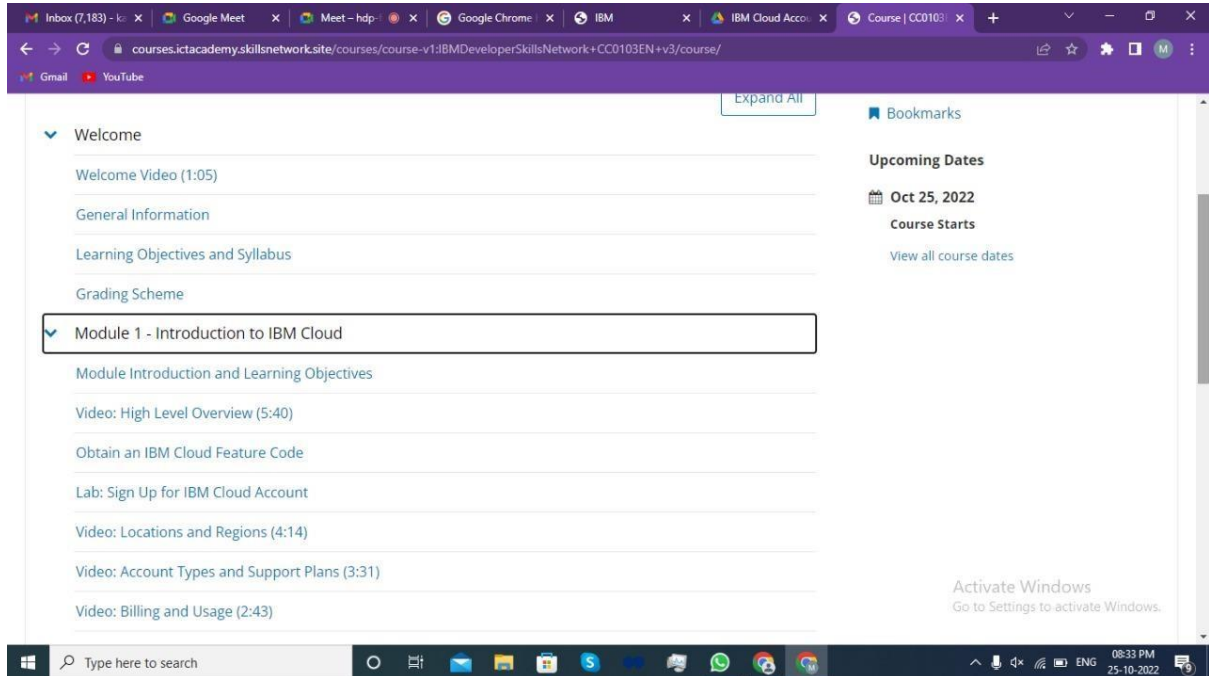 Inbox (7,183) - ka
Google Meet
Meet – hdp-
Google Chrome
IBM
IBM Cloud Accou
Course | CC0103
courses.ictacademy.skillsnetwork.site/courses/course-v1:IBMDeveloperSkillsNetwork+CC0103EN+v3/course/
M
Gmail
YouTube
Expand All
Welcome
Welcome Video (1:05)
General Information
Learning Objectives and Syllabus
Grading Scheme
Module 1 - Introduction to IBM Cloud
Module Introduction and Learning Objectives
Video: High Level Overview (5:40)
Obtain an IBM Cloud Feature Code
Lab: Sign Up for IBM Cloud Account
Video: Locations and Regions (4:14)
Video: Account Types and Support Plans (3:31)
Video: Billing and Usage (2:43)
Bookmarks
Upcoming Dates
Oct 25, 2022
Course Starts
View all course dates
Activate Windows
Go to Settings to activate Windows.
Type here to search
ENG
08:33 PM
25-10-2022